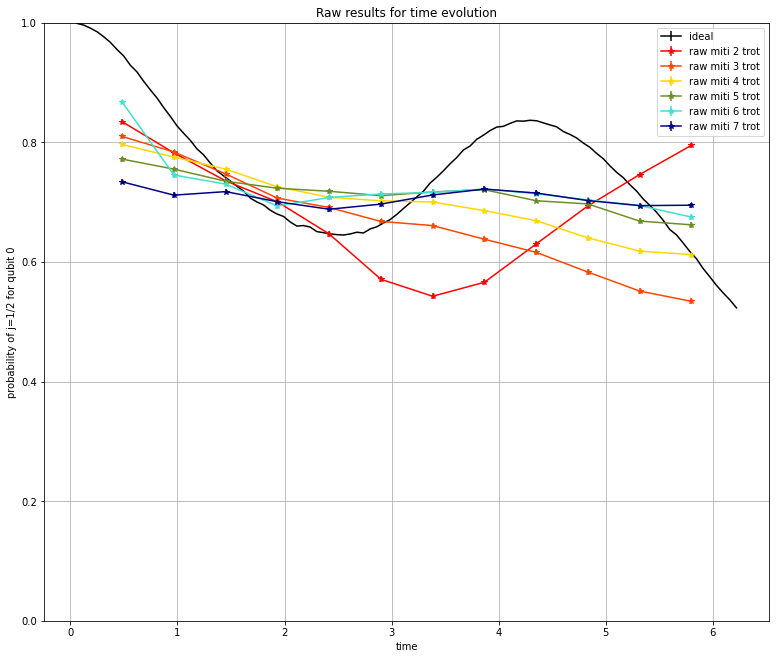 Raw results for time evolution
1.0
0.8
0.6
0.4
0.2
0.0
probability of j=1/2 for qubit 0
ideal
raw miti 2 trot
raw miti 3 trot
raw miti 4 trot
raw miti 5 trot
raw miti 6 trot
raw miti 7 trot
0 1 2 3 4 5 6
time